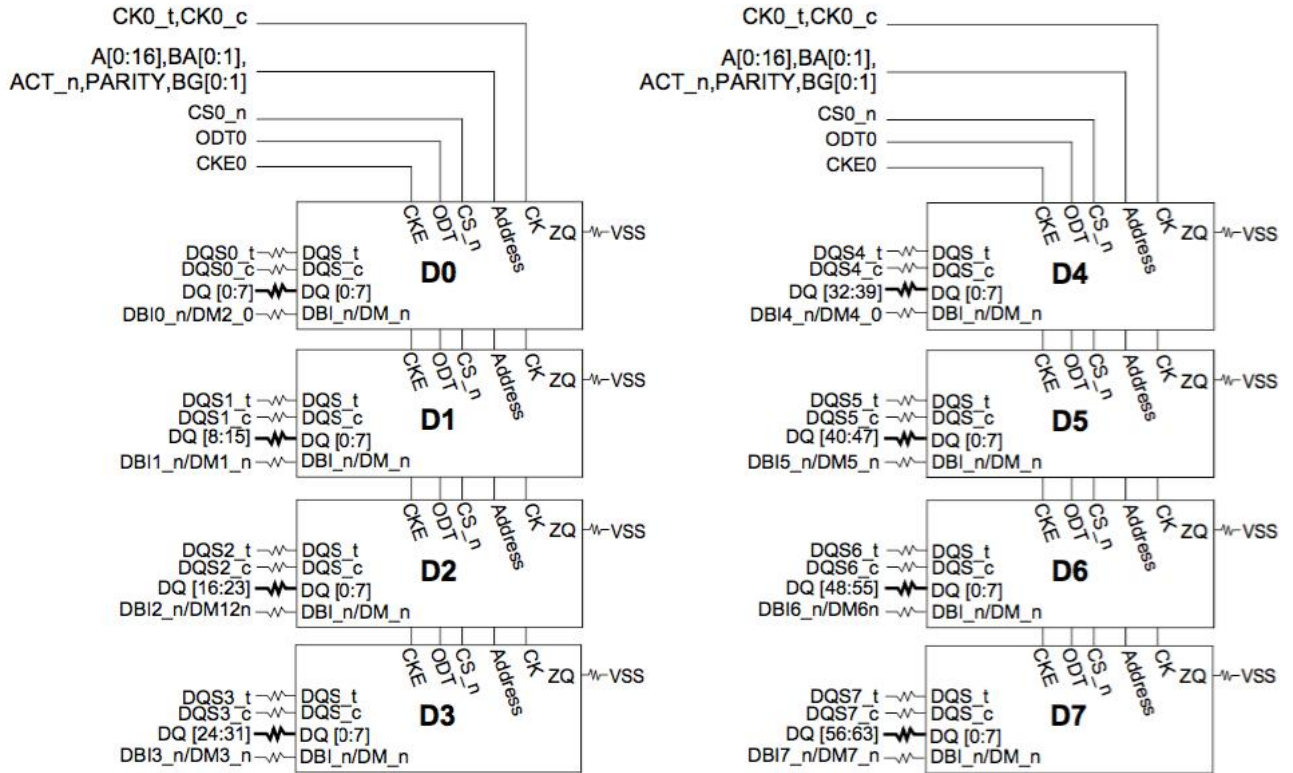 CK0_t,CK0_c
A[0:16],BA[0:1],
ACT_n,PARITY,BG[0:1]
CS0_n
ODT0
CKE0
CKE
ODT
CS_n
Address
CK
ZQ
VSS
DQS0_t
DQS_t
DQS0_c
DQS_c
D0
DQ [0:7]
DQ [0:7]
DBI0_n/DM2_0
DBI_n/DM_n
CKE
ODT
CS_n
Address
CK
ZQ
VSS
DQS1_t
DQS_t
DQS1_c
DQS_c
D1
DQ [8:15]
DQ [0:7]
DBI1_n/DM1_n
DBI_n/DM_n
CKE
ODT
CS_n
Address
CK
ZQ
VSS
DQS2_t
DQS_t
DQS2_c
DQS_c
D2
DQ [16:23]
DQ [0:7]
DBI2_n/DM12n
DBI_n/DM_n
CKE
ODT
CS_n
Address
CK
ZQ
VSS
DQS3_t
DQS_t
DQS3_c
DQS_c
D3
DQ [24:31]
DQ [0:7]
DBI3_n/DM3_n
DBI_n/DM_n
CK0_t,CK0_c
A[0:16],BA[0:1],
ACT_n,PARITY,BG[0:1]
CS0_n
ODT0
CKE0
CKE
ODT
CS_n
Address
CK
ZQ
VSS
DQS4_t
DQS_t
DQS4_c
DQS_c
D4
DQ [32:39]
DQ [0:7]
DBI4_n/DM4_0
DBI_n/DM_n
CKE
ODT
CS_n
Address
CK
ZQ
VSS
DQS5_t
DQS_t
DQS5_c
DQS_c
D5
DQ [40:47]
DQ [0:7]
DBI5_n/DM5_n
DBI_n/DM_n
CKE
ODT
CS_n
Address
CK
ZQ
VSS
DQS6_t
DQS_t
DQS6_c
DQS_c
D6
DQ [48:55]
DQ [0:7]
DBI6_n/DM6n
DBI_n/DM_n
CKE
ODT
CS_n
Address
CK
ZQ
VSS
DQS7_t
DQS_t
DQS7_c
DQS_c
D7
DQ [56:63]
DQ [0:7]
DBI7_n/DM7_n
DBI_n/DM_n